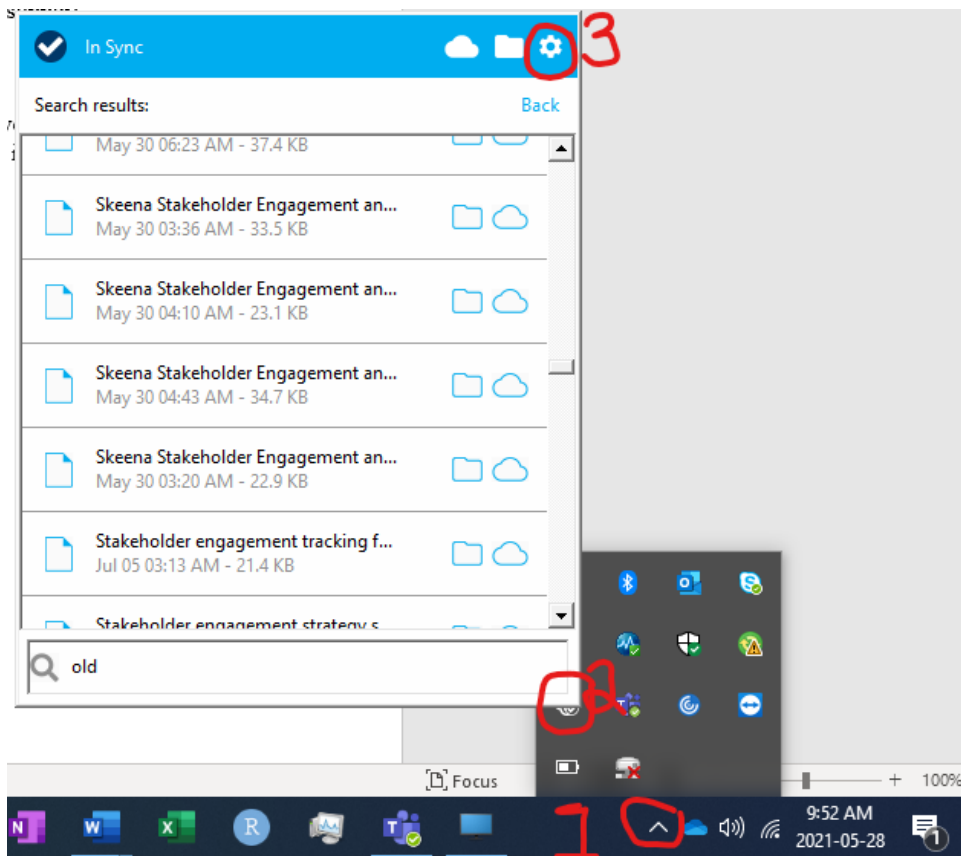 In Sync
3
Search results:
Back
May 30 06:23 AM - 37.4 KB
Skeena Stakeholder Engagement an...
May 30 03:36 AM - 33.5 KB
Skeena Stakeholder Engagement an...
May 30 04:10 AM - 23.1 KB
Skeena Stakeholder Engagement an...
May 30 04:43 AM - 34.7 KB
Skeena Stakeholder Engagement an...
May 30 03:20 AM - 22.9 KB
Stakeholder engagement tracking f...
Jul 05 03:13 AM - 21.4 KB
Stakeholder engagement strategy s
old
2
Focus
100%
1
N W X R T
9:52 AM
2021-05-28
1